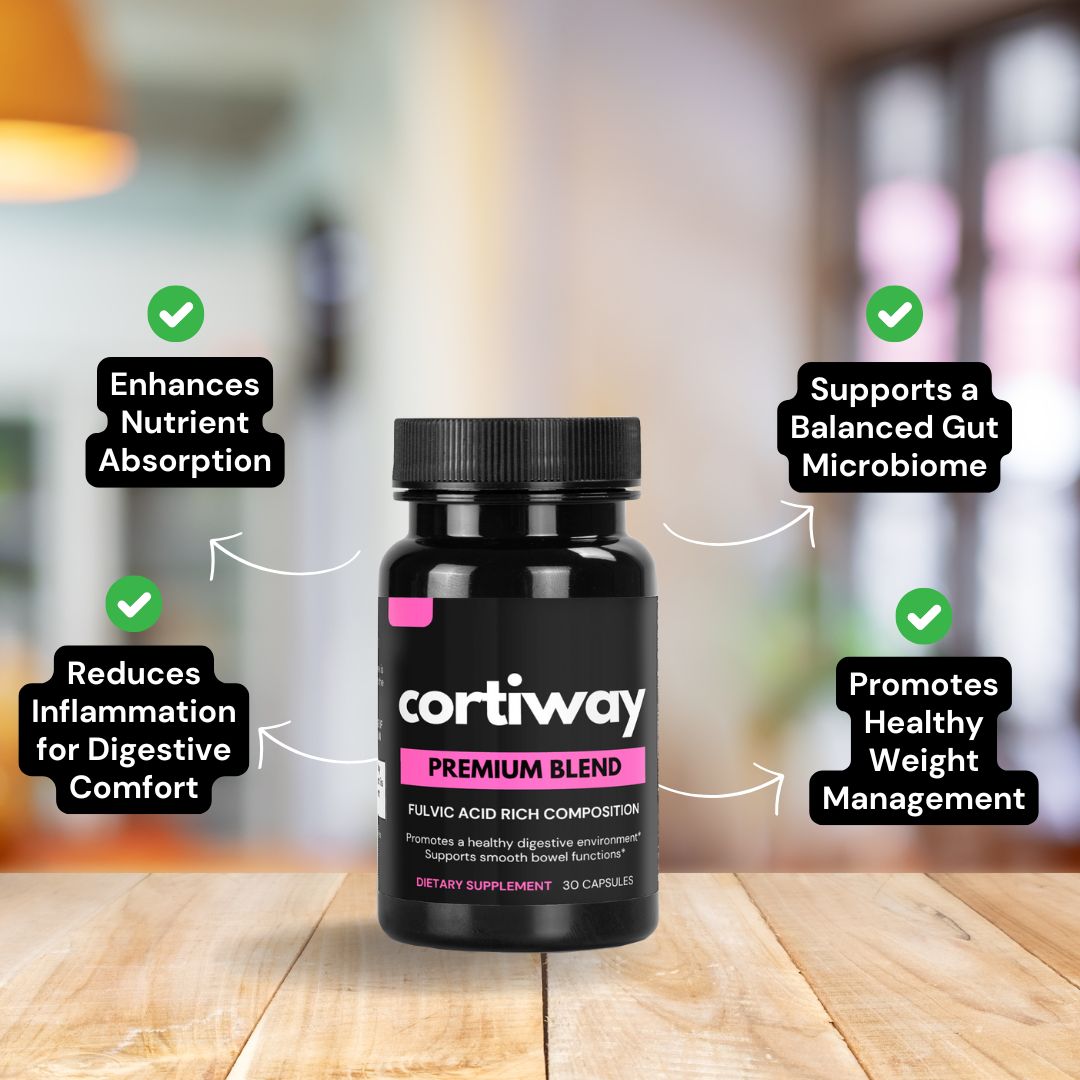 Enhances
Nutrient
Absorption
Supports a
Balanced Gut
Microbiome
Reduces
Inflammation
for Digestive
Comfort
Promotes
Healthy
Weight
Management
cortiway
PREMIUM BLEND
FULVIC ACID RICH COMPOSITION
Promotes a healthy digestive environment*
Supports smooth bowel functions*
DIETARY SUPPLEMENT 30 CAPSULES